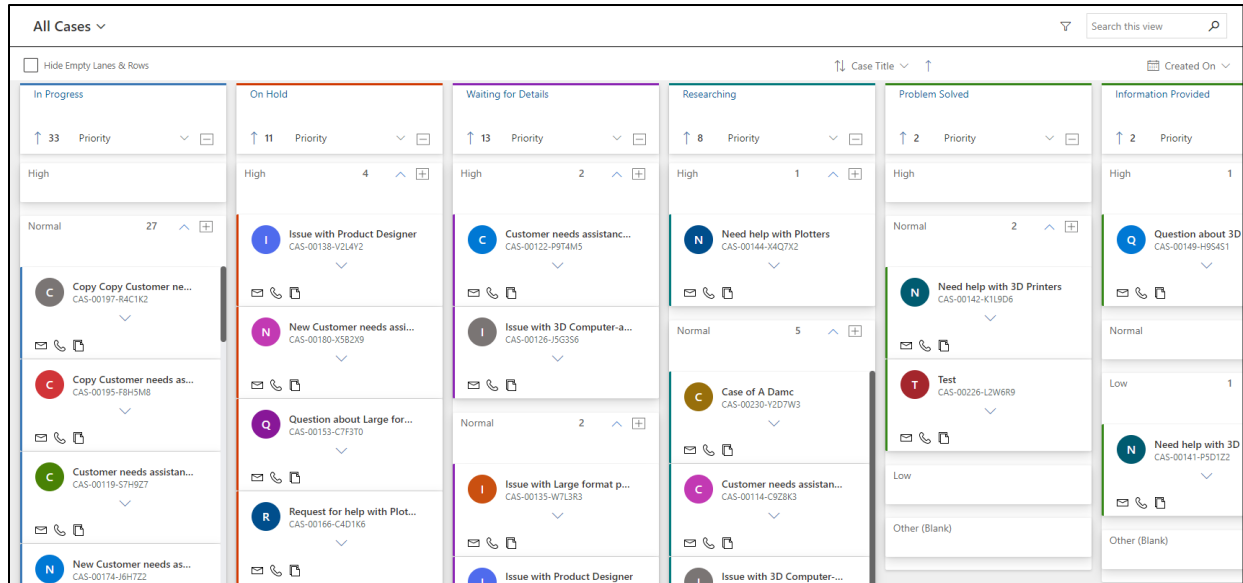 All Cases
Search this view
Hide Empty Lanes & Rows
Case Title
Created On
In Progress
33 Priority
High
Normal 27
C
Copy Copy Customer ne...
CAS-00197-R4C1K2
C
Copy Customer needs as...
CAS-00195-F8H5M8
C
Customer needs assistan...
CAS-00119-S7H9Z7
N
New Customer needs as...
CAS-00174-J6H7Z2
On Hold
11 Priority
High 4
I
Issue with Product Designer
CAS-00138-V2L4Y2
N
New Customer needs assi...
CAS-00180-X5B2X9
Q
Question about Large for...
CAS-00153-C7F3T0
R
Request for help with Plot...
CAS-00166-C4D1K6
Waiting for Details
13 Priority
High 2
C
Customer needs assistanc...
CAS-00122-P9T4M5
I
Issue with 3D Computer-a...
CAS-00126-J5G3S6
Normal 2
I
Issue with Large format p...
CAS-00135-W7L3R3
Issue with Product Designer
Researching
8 Priority
High 1
N
Need help with Plotters
CAS-00144-X4Q7X2
Normal 5
C
Case of A Damc
CAS-00230-Y2D7W3
C
Customer needs assistan...
CAS-00114-C9Z8K3
Issue with 3D Computer-...
Problem Solved
2 Priority
High
Normal 2
N
Need help with 3D Printers
CAS-00142-K1L9D6
T
Test
CAS-00226-L2W6R9
Low
Other (Blank)
Information Provided
2 Priority
High 1
Q
Question about 3D
CAS-00149-H9S4S1
Normal
Low 1
N
Need help with 3D
CAS-00141-P5D1Z2
Other (Blank)